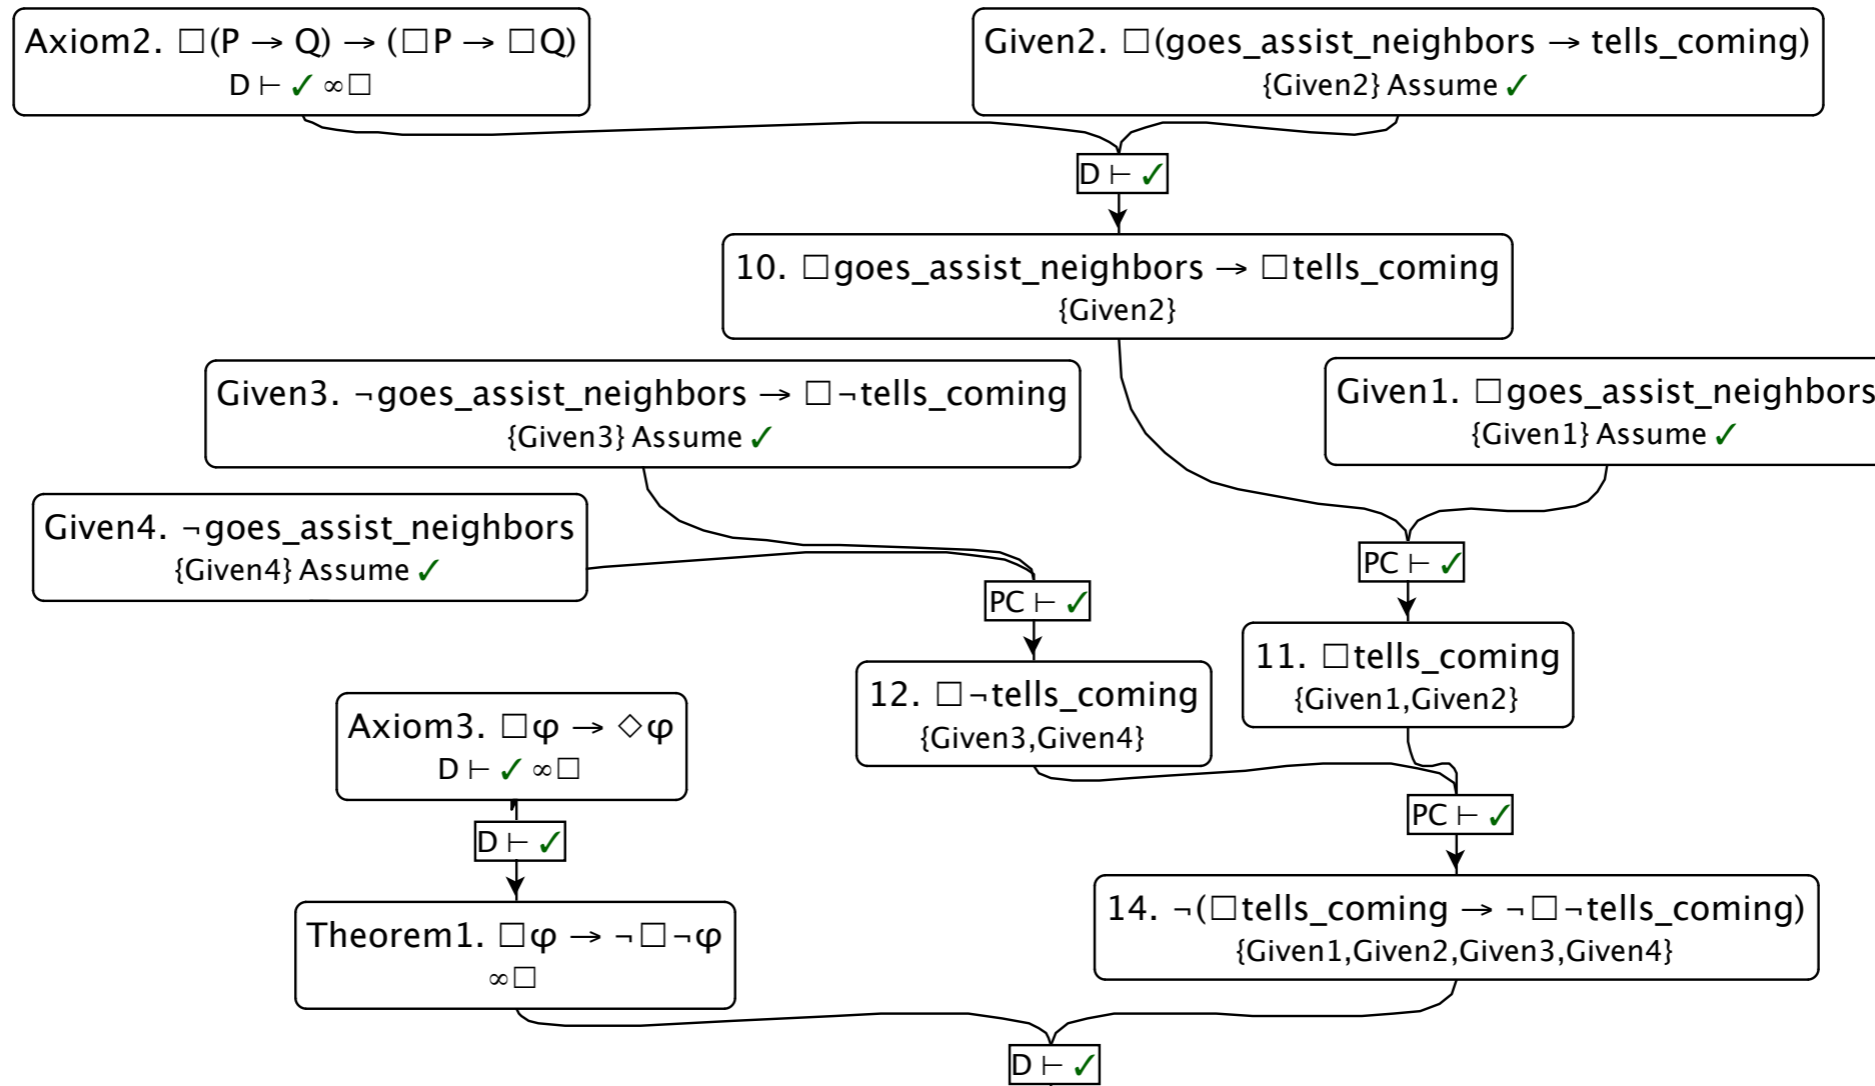 Axiom2. □(P → Q) → (□P → □Q)
D ⊢ ✓ ∞□
Given2. □(goes_assist_neighbors → tells_coming)
{Given2} Assume ✓
D ⊢ ✓
10. □goes_assist_neighbors → □tells_coming
{Given2}
Given3. ¬goes_assist_neighbors → □¬tells_coming
{Given3} Assume ✓
Given1. □goes_assist_neighbors
{Given1} Assume ✓
Given4. ¬goes_assist_neighbors
{Given4} Assume ✓
PC ⊢ ✓
PC ⊢ ✓
12. □¬tells_coming
{Given3,Given4}
11. □tells_coming
{Given1,Given2}
Axiom3. □φ → ◇φ
D ⊢ ✓ ∞□
D ⊢ ✓
PC ⊢ ✓
Theorem1. □φ → ¬□¬φ
∞□
14. ¬(□tells_coming → ¬□¬tells_coming)
{Given1,Given2,Given3,Given4}
D ⊢ ✓